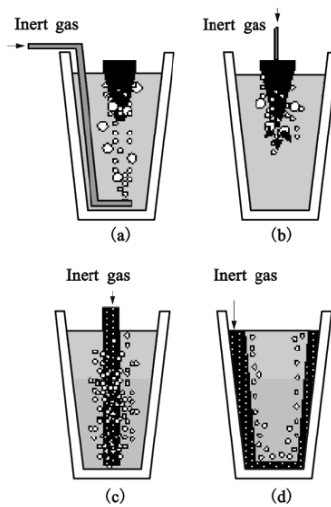 Inert gas
Inert gas
(a)
(b)
Inert gas
Inert gas
(c)
(d)